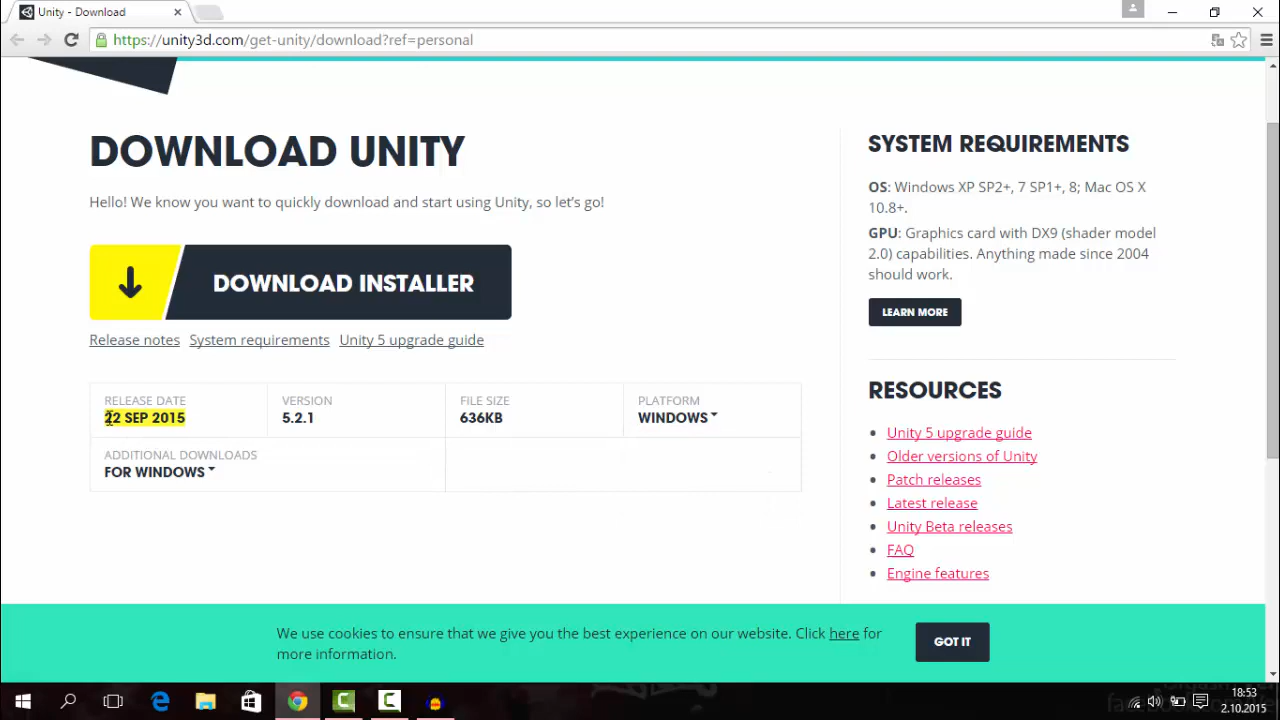 Unity - Download
https://unity3d.com/get-unity/download?ref=personal
DOWNLOAD UNITY
Hello! We know you want to quickly download and start using Unity, so let's go!
DOWNLOAD INSTALLER
Release notes System requirements Unity 5 upgrade guide
RELEASE DATE
22 SEP 2015
VERSION
5.2.1
FILE SIZE
636KB
PLATFORM
WINDOWS
ADDITIONAL DOWNLOADS
FOR WINDOWS
SYSTEM REQUIREMENTS
OS: Windows XP SP2+, 7 SP1+, 8; Mac OS X
10.8+.
GPU: Graphics card with DX9 (shader model
2.0) capabilities. Anything made since 2004
should work.
LEARN MORE
RESOURCES
Unity 5 upgrade guide
Older versions of Unity
Patch releases
Latest release
Unity Beta releases
FAQ
Engine features
We use cookies to ensure that we give you the best experience on our website. Click here for
more information.
GOT IT
18:53
2.10.2015